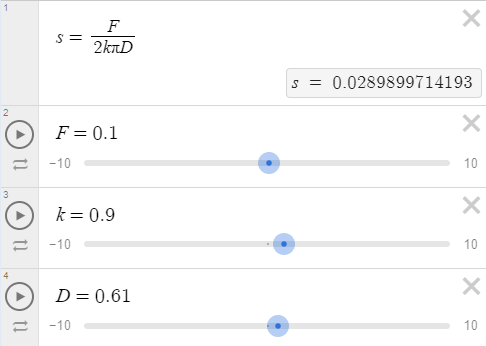 1
s = F / 2kπD
s = 0.0289899714193
2
F = 0.1
−10 10
3
k = 0.9
−10 10
4
D = 0.61
−10 10